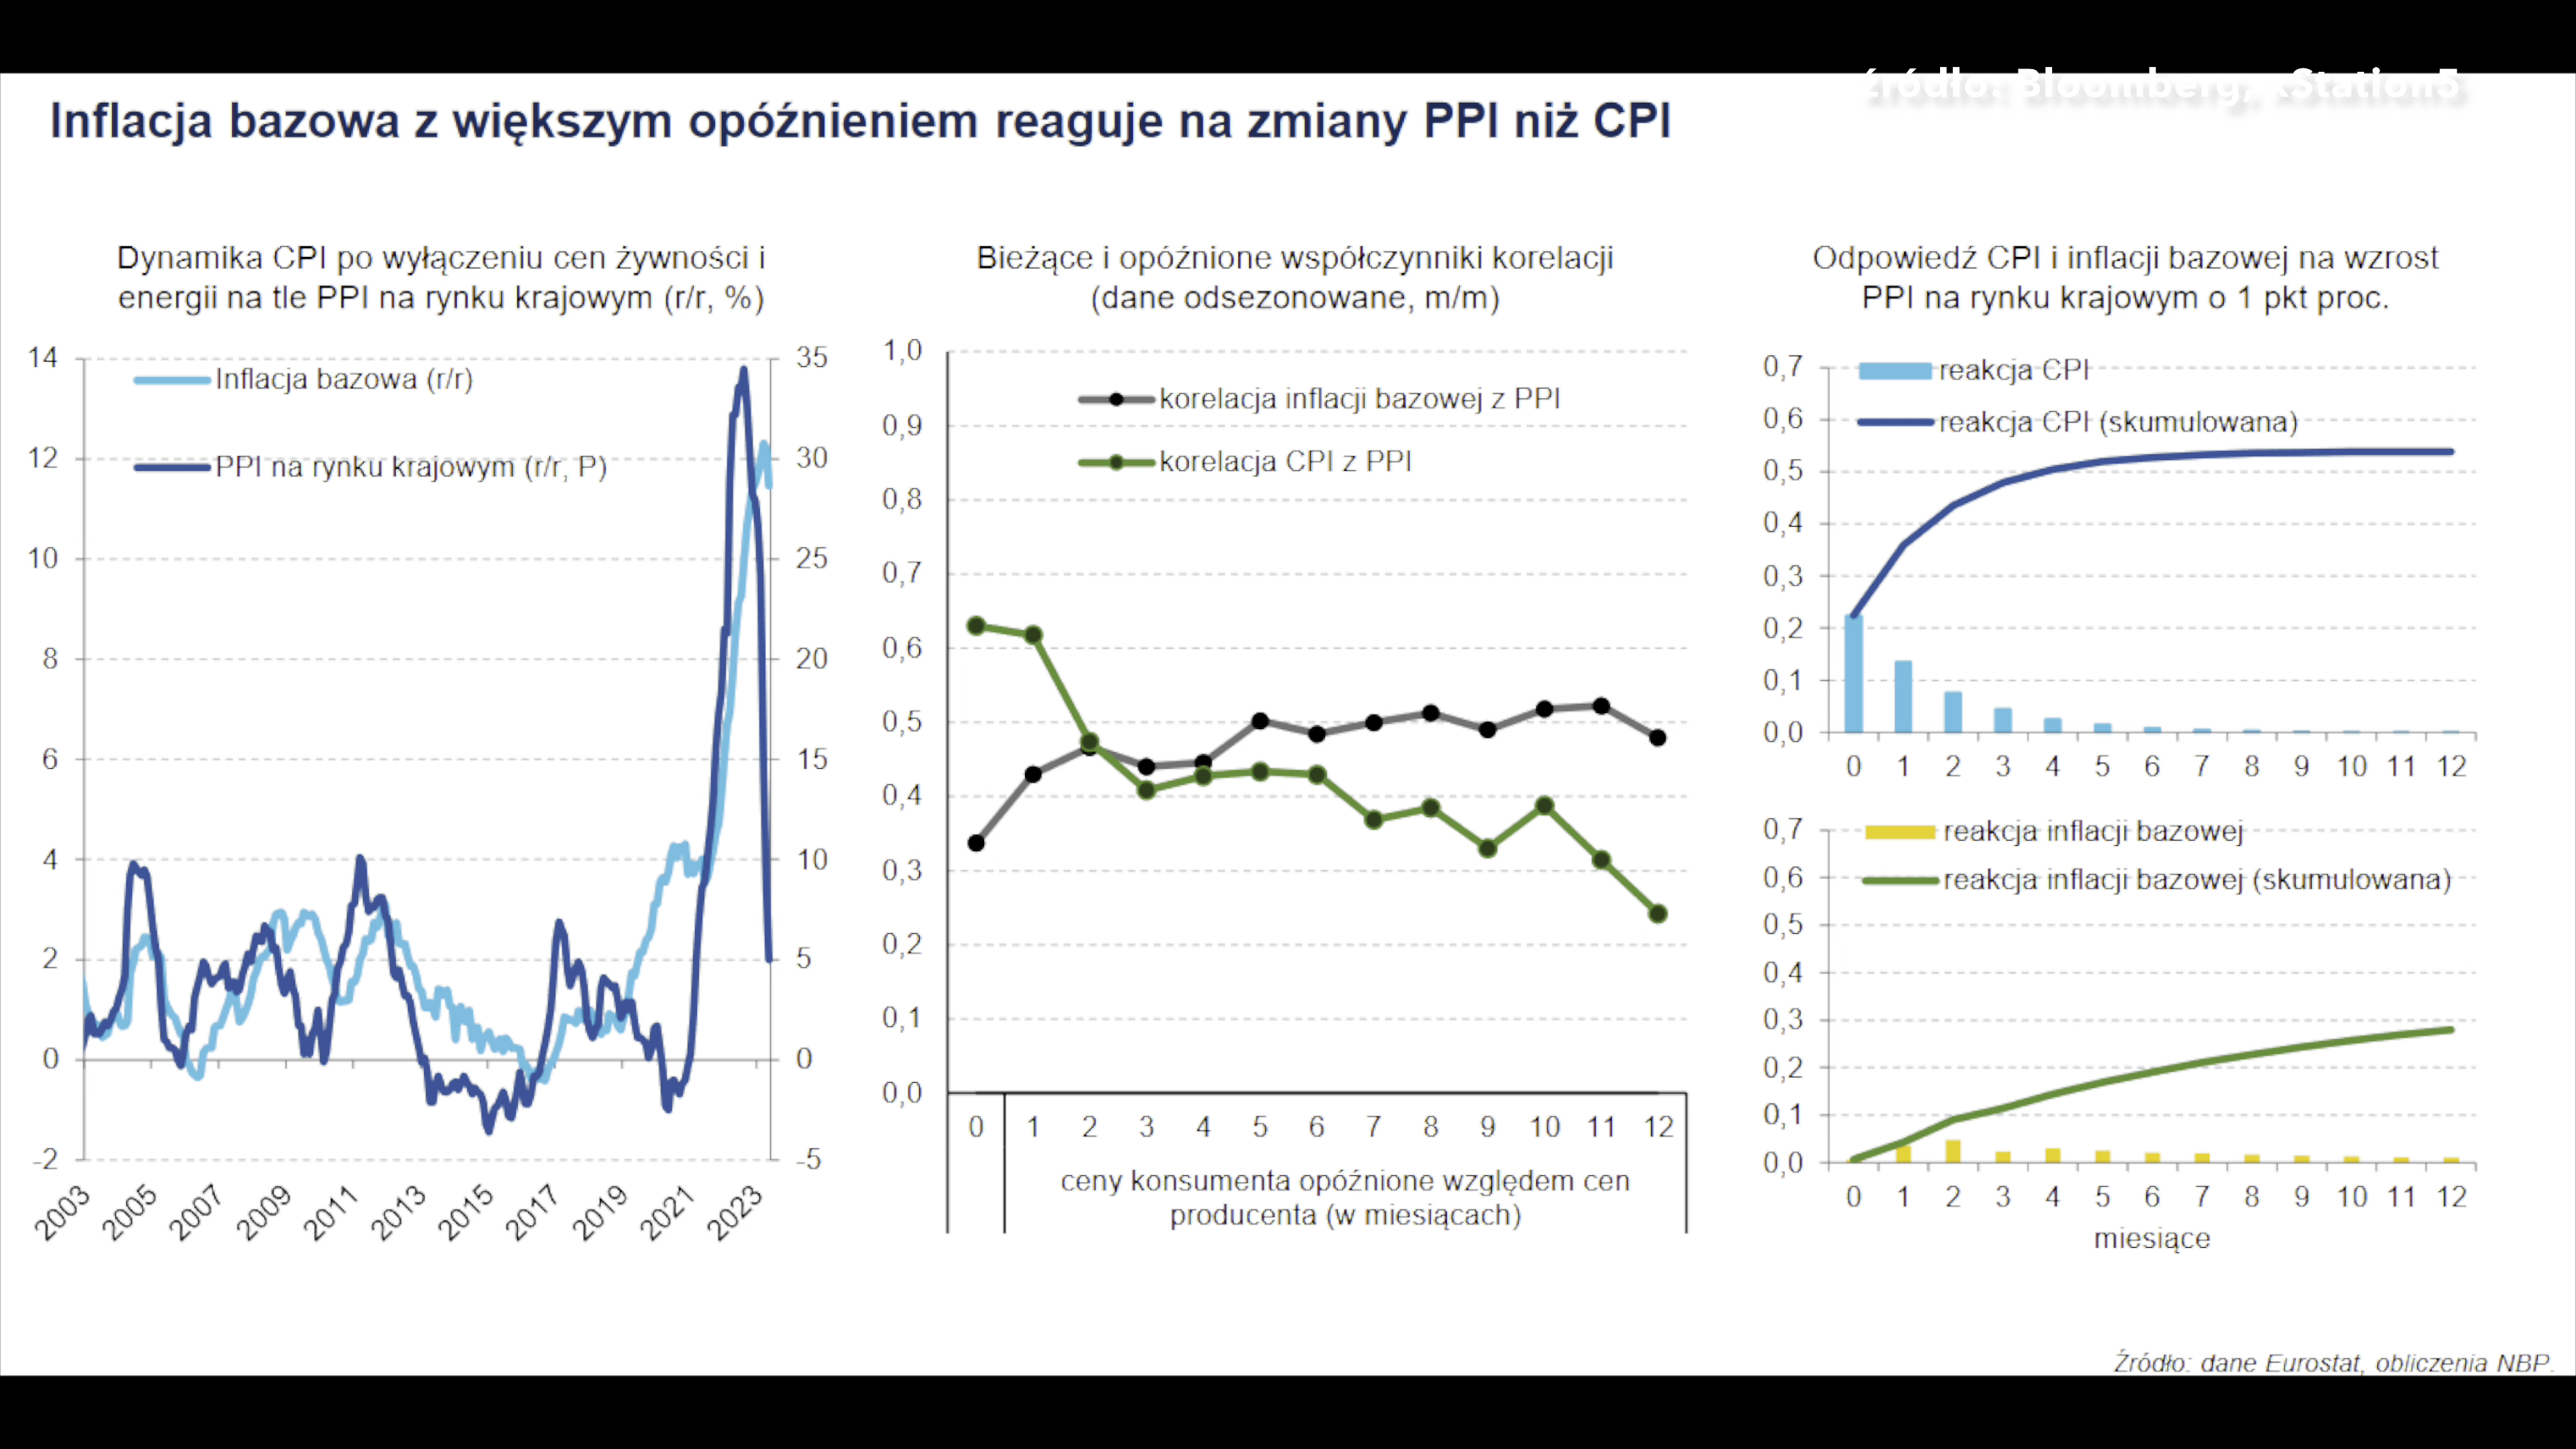 źródło: Bloomberg, xStation5
Inflacja bazowa z większym opóźnieniem reaguje na zmiany PPI niż CPI
Dynamika CPI po wyłączeniu cen żywności i
energii na tle PPI na rynku krajowym (r/r, %)
14
12
10
8
6
4
2
0
-2
35
30
25
20
15
10
5
0
-5
Inflacja bazowa (r/r)
PPI na rynku krajowym (r/r, P)
2003 2005 2007 2009 2011 2013 2015 2017 2019 2021 2023
Bieżące i opóźnione współczynniki korelacji
(dane odsezonowane, m/m)
1,0
0,9
0,8
0,7
0,6
0,5
0,4
0,3
0,2
0,1
0,0
korelacja inflacji bazowej z PPI
korelacja CPI z PPI
0 1 2 3 4 5 6 7 8 9 10 11 12
ceny konsumenta opóźnione względem cen
producenta (w miesiącach)
Odpowiedź CPI i inflacji bazowej na wzrost
PPI na rynku krajowym o 1 pkt proc.
0,7
0,6
0,5
0,4
0,3
0,2
0,1
0,0
reakcja CPI
reakcja CPI (skumulowana)
0 1 2 3 4 5 6 7 8 9 10 11 12
0,7
0,6
0,5
0,4
0,3
0,2
0,1
0,0
reakcja inflacji bazowej
reakcja inflacji bazowej (skumulowana)
0 1 2 3 4 5 6 7 8 9 10 11 12
miesiące
Źródło: dane Eurostat, obliczenia NBP.